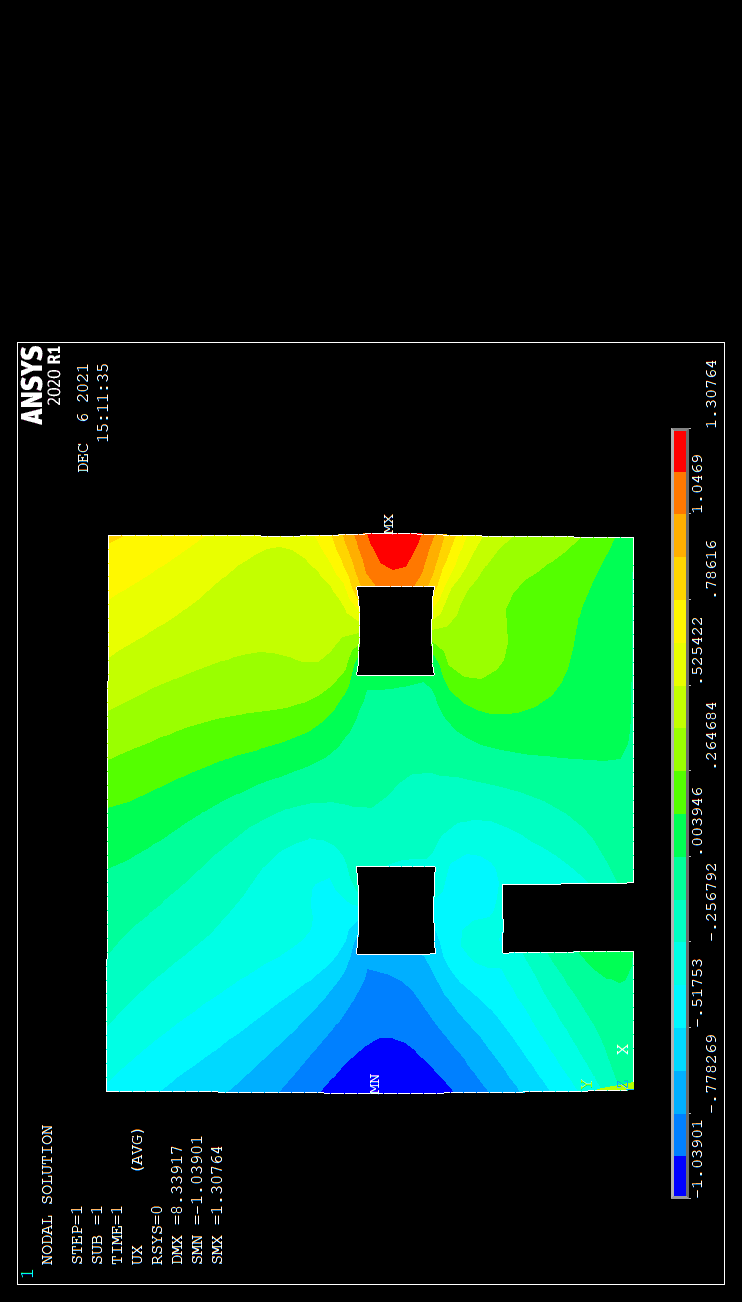 1
NODAL SOLUTION
STEP=1
SUB =1
TIME=1
UX       (AVG)
RSYS=0
DMX =8.33917
SMN =-1.03901
SMX =1.30764
ANSYS
2020 R1
DEC  6 2021
15:11:35
MN
MX
Y
Z
X
-1.03901
-.778269
-.51753
-.256792
.003946
.264684
.525422
.78616
1.0469
1.30764